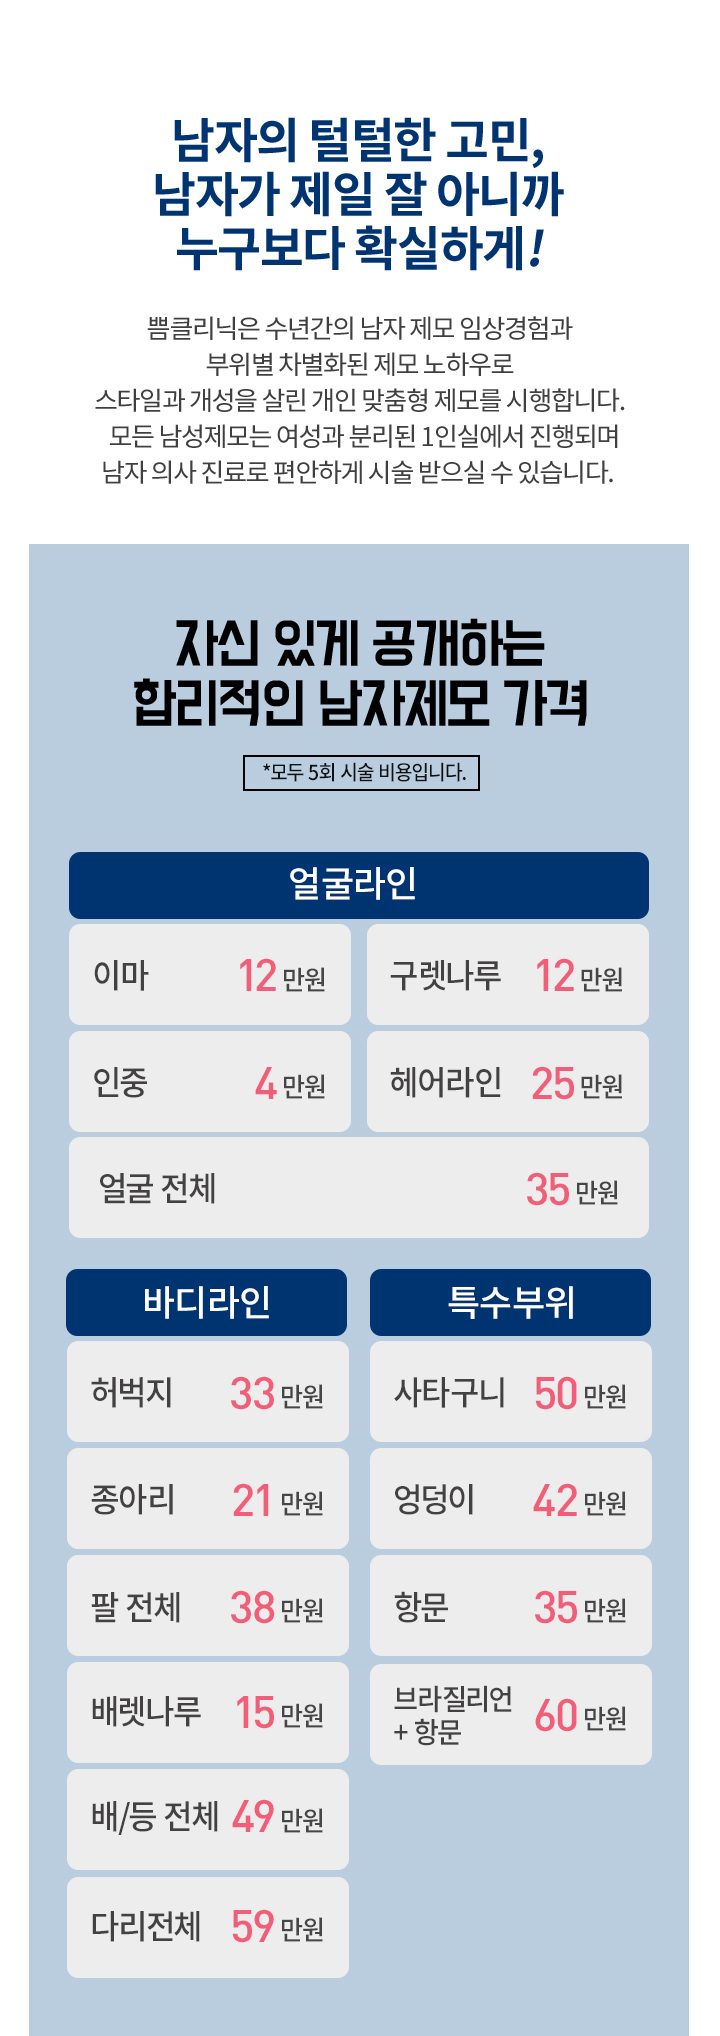 남자의 털털한 고민,
남자가 제일 잘 아니까
누구보다 확실하게!
쁨클리닉은 수년간의 남자 제모 임상경험과
부위별 차별화된 제모 노하우로
스타일과 개성을 살린 개인 맞춤형 제모를 시행합니다.
모든 남성제모는 여성과 분리된 1인실에서 진행되며
남자 의사 진료로 편안하게 시술 받으실 수 있습니다.
자신 있게 공개하는
합리적인 남자제모 가격
*모두 5회 시술 비용입니다.
얼굴라인
이마 12 만원
구렛나루 12 만원
인중 4 만원
헤어라인 25 만원
얼굴 전체 35 만원
바디라인
허벅지 33 만원
종아리 21 만원
팔 전체 38 만원
배렛나루 15 만원
배/등 전체 49 만원
다리전체 59 만원
특수부위
사타구니 50 만원
엉덩이 42 만원
항문 35 만원
브라질리언
+ 항문 60 만원